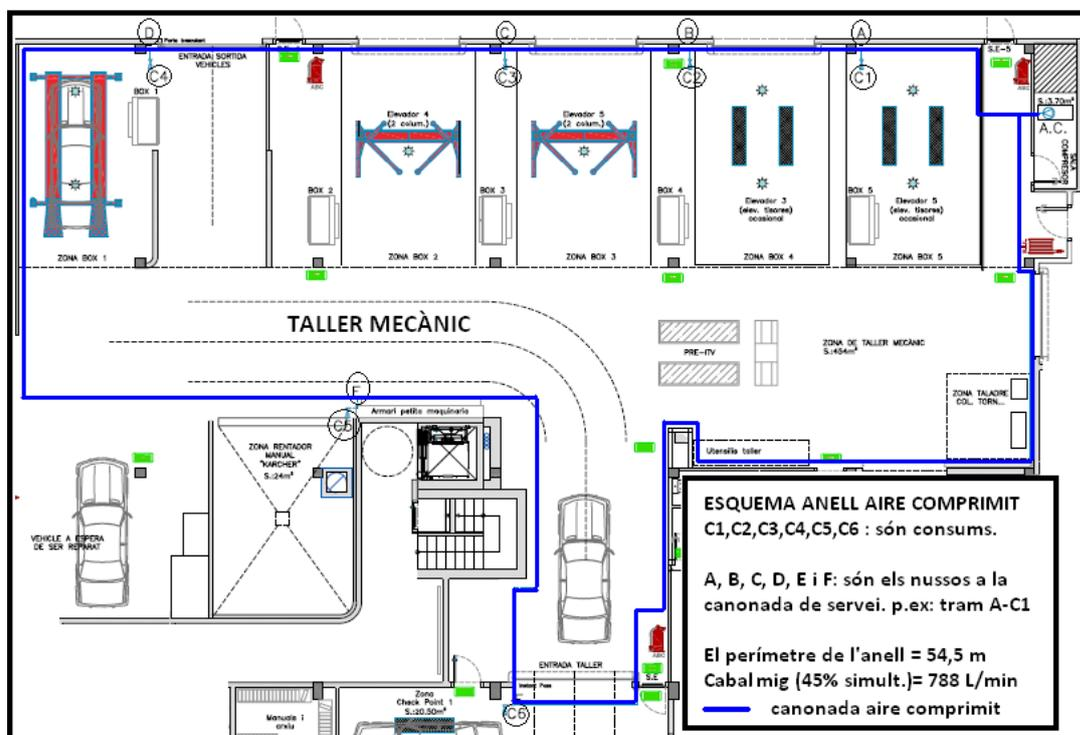 D
C
B
A
Porta basculant
ENTRADA/SORTIDA
VEHICLES
S.E-5
C4
C3
C2
C1
ABC
ABC
S.:3.70m²
A.C.
SALA
COMPRESOR
BOX 1
Elevador 4
(2 colum.)
Elevador 5
(2 colum.)
BOX 2
BOX 3
BOX 4
BOX 5
Elevador 3
(elev. tisores)
ocasional
Elevador 5
(elev. tisores)
ocasional
ZONA BOX 1
ZONA BOX 2
ZONA BOX 3
ZONA BOX 4
ZONA BOX 5
TALLER MECÀNIC
PRE-ITV
ZONA DE TALLER MECÀNIC
S.:454m²
ZONA TALADRE
COL. TORN...
C5
Armari petita maquinaria
ZONA RENTADOR
MANUAL
"KARCHER"
S.:24m²
Utensilis taller
VEHICLE A ESPERA
DE SER REPARAT
ESQUEMA ANELL AIRE COMPRIMIT
C1,C2,C3,C4,C5,C6 : són consums.
A, B, C, D, E i F: són els nussos a la
canonada de servei. p.ex: tram A-C1
El perímetre de l'anell = 54,5 m
Cabal mig (45% simult.)= 788 L/min
canonada aire comprimit
ABC
ENTRADA TALLER
S.E
Zona
Check Point 1
S.:20.50m²
C6
Manuals i
arxiu